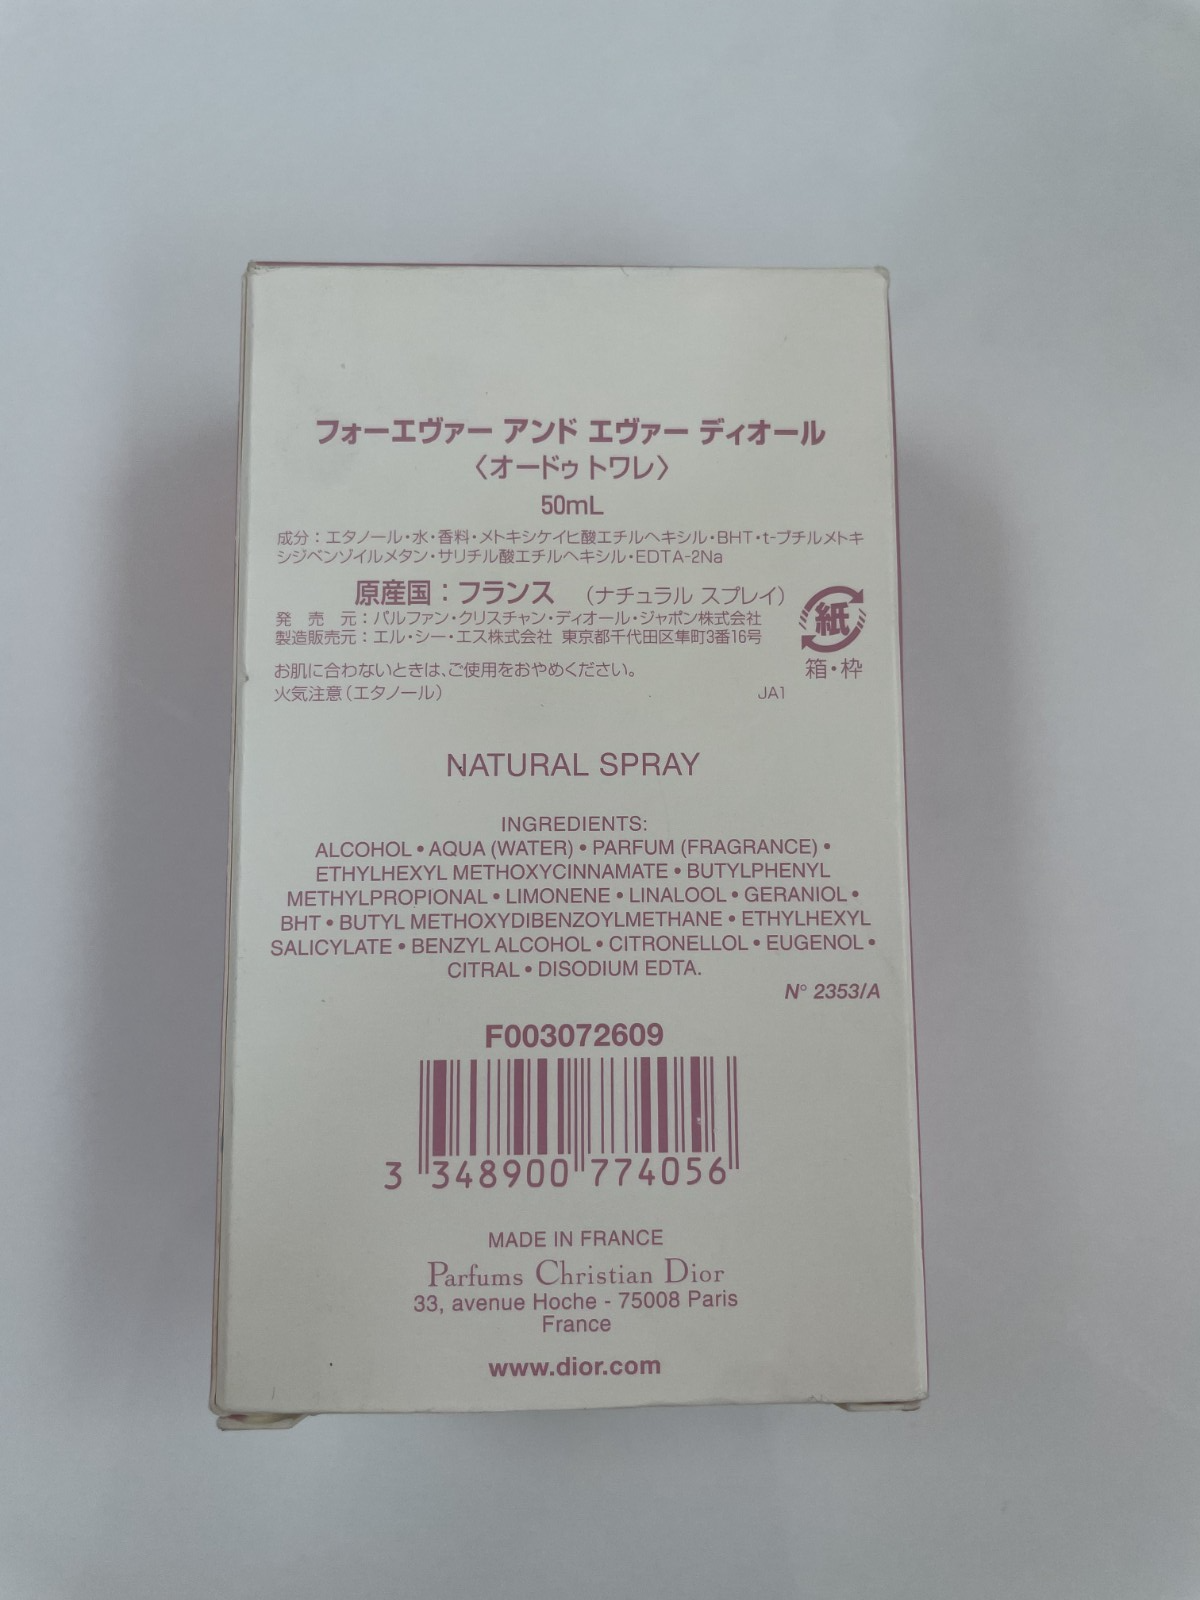 フォーエヴァー アンド エヴァー ディオール
〈オードゥ トワレ〉
50mL
成分：エタノール・水・香料・メトキシケイヒ酸エチルヘキシル・BHT・t-ブチルメトキ
シジベンゾイルメタン・サリチル酸エチルヘキシル・EDTA-2Na
原産国：フランス （ナチュラル スプレイ）
発売元：パルファン・クリスチャン・ディオール・ジャポン株式会社
製造販売元：エル・シー・エス株式会社 東京都千代田区隼町3番16号
紙
箱・枠
お肌に合わないときは、ご使用をおやめください。
火気注意（エタノール） JA1
NATURAL SPRAY
INGREDIENTS:
ALCOHOL • AQUA (WATER) • PARFUM (FRAGRANCE) •
ETHYLHEXYL METHOXYCINNAMATE • BUTYLPHENYL
METHYLPROPIONAL • LIMONENE • LINALOOL • GERANIOL •
BHT • BUTYL METHOXYDIBENZOYLMETHANE • ETHYLHEXYL
SALICYLATE • BENZYL ALCOHOL • CITRONELLOL • EUGENOL •
CITRAL • DISODIUM EDTA.
N° 2353/A
F003072609
3 348900 774056
MADE IN FRANCE
Parfums Christian Dior
33, avenue Hoche - 75008 Paris
France
www.dior.com